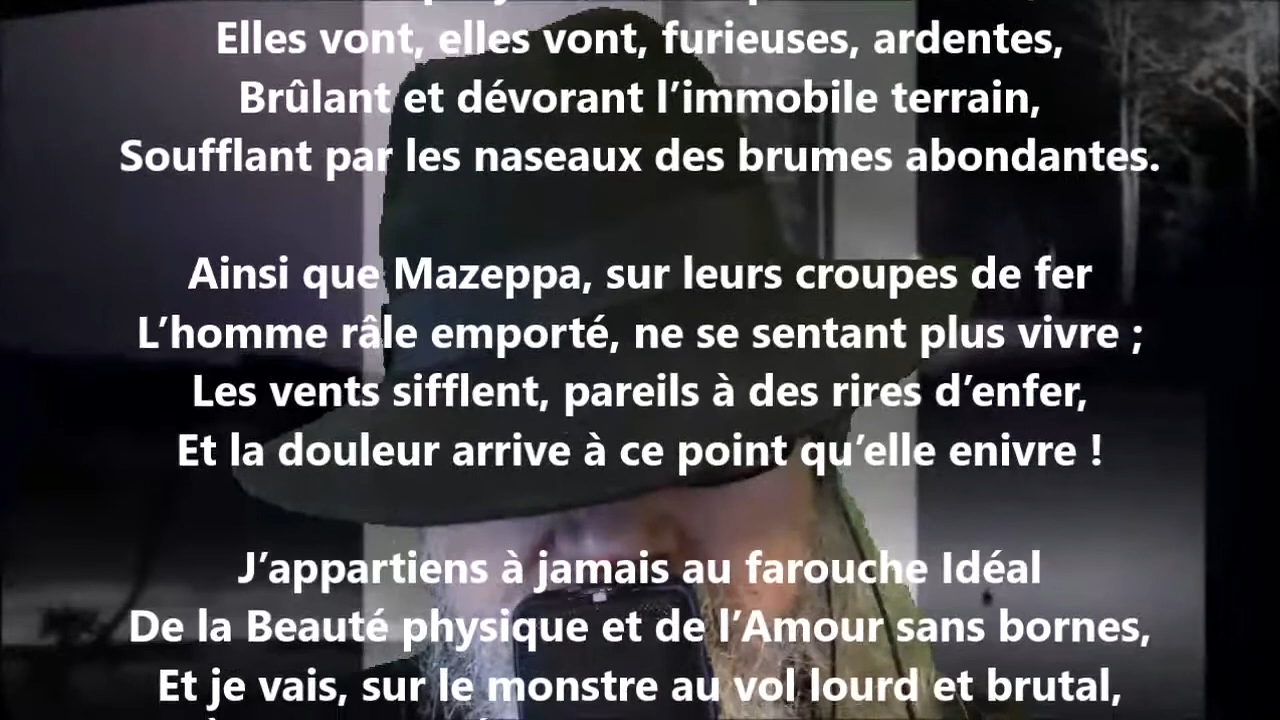 Elles vont, elles vont, furieuses, ardentes,
Brûlant et dévorant l’immobile terrain,
Soufflant par les naseaux des brumes abondantes.
Ainsi que Mazeppa, sur leurs croupes de fer
L’homme râle emporté, ne se sentant plus vivre ;
Les vents sifflent, pareils à des rires d’enfer,
Et la douleur arrive à ce point qu’elle enivre !
J’appartiens à jamais au farouche Idéal
De la Beauté physique et de l’Amour sans bornes,
Et je vais, sur le monstre au vol lourd et brutal,